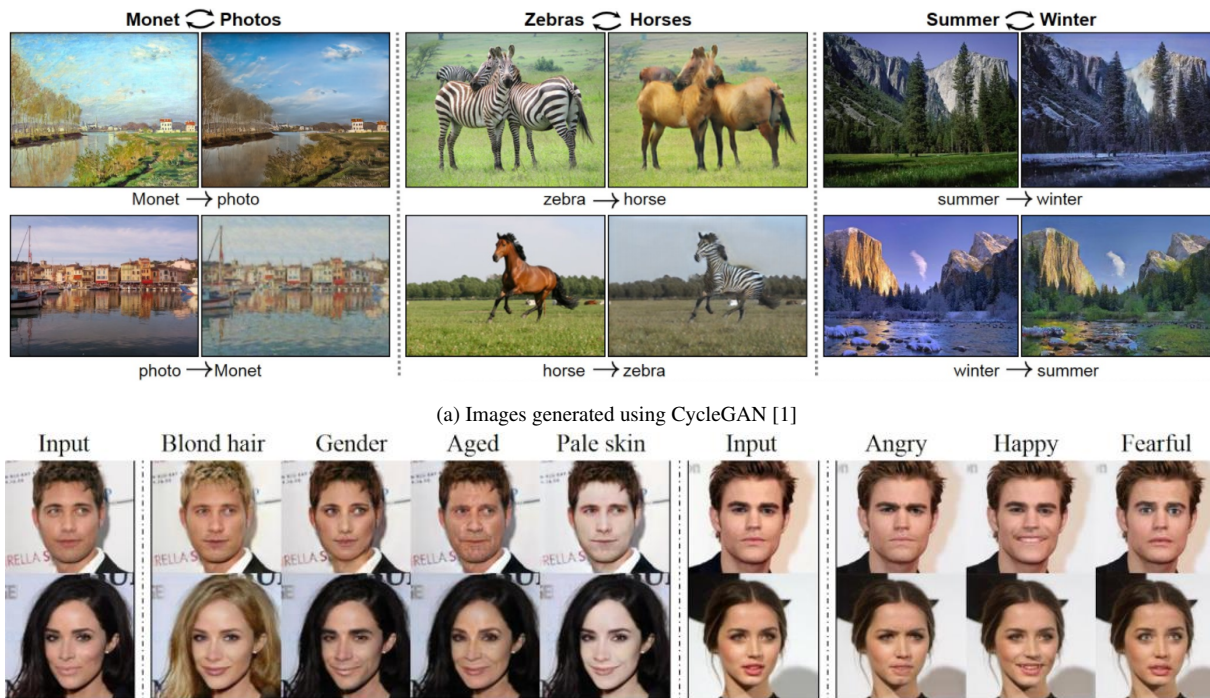 Monet Photos Zebras Horses Summer Winter
Monet → photo zebra → horse summer → winter
photo → Monet horse → zebra winter → summer
(a) Images generated using CycleGAN [1]
Input Blond hair Gender Aged Pale skin Input Angry Happy Fearful
RELLA S